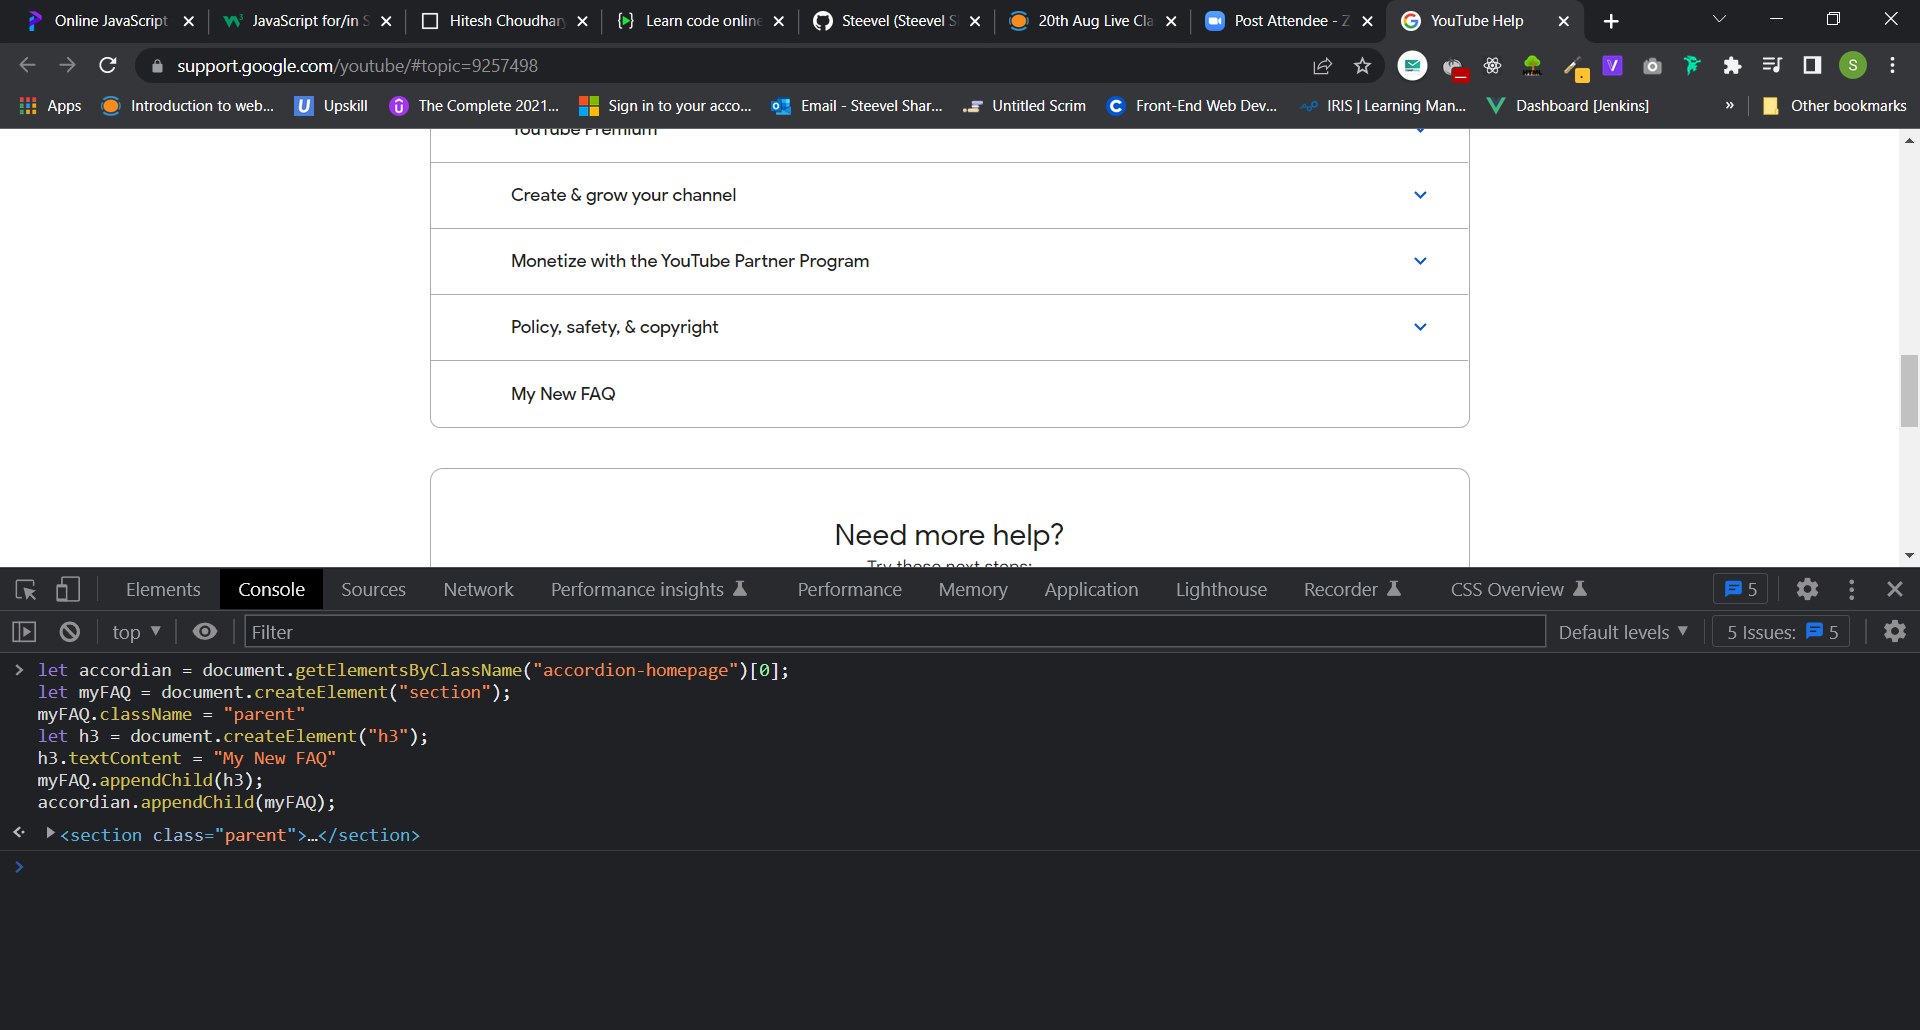 Online JavaScript
JavaScript for/in S
Hitesh Choudhary
Learn code online
Steevel (Steevel S
20th Aug Live Cla
Post Attendee - Z
YouTube Help
support.google.com/youtube/#topic=9257498
S
Apps
Introduction to web...
Upskill
The Complete 2021...
Sign in to your acco...
Email - Steevel Shar...
Untitled Scrim
Front-End Web Dev...
IRIS | Learning Man...
Dashboard [Jenkins]
»
Other bookmarks
YouTube Premium
Create & grow your channel
Monetize with the YouTube Partner Program
Policy, safety, & copyright
My New FAQ
Need more help?
Try these next steps:
Elements
Console
Sources
Network
Performance insights
Performance
Memory
Application
Lighthouse
Recorder
CSS Overview
5
top
Filter
Default levels
5 Issues: 5
let accordian = document.getElementsByClassName("accordion-homepage")[0];
let myFAQ = document.createElement("section");
myFAQ.className = "parent"
let h3 = document.createElement("h3");
h3.textContent = "My New FAQ"
myFAQ.appendChild(h3);
accordian.appendChild(myFAQ);
<section class="parent">…</section>